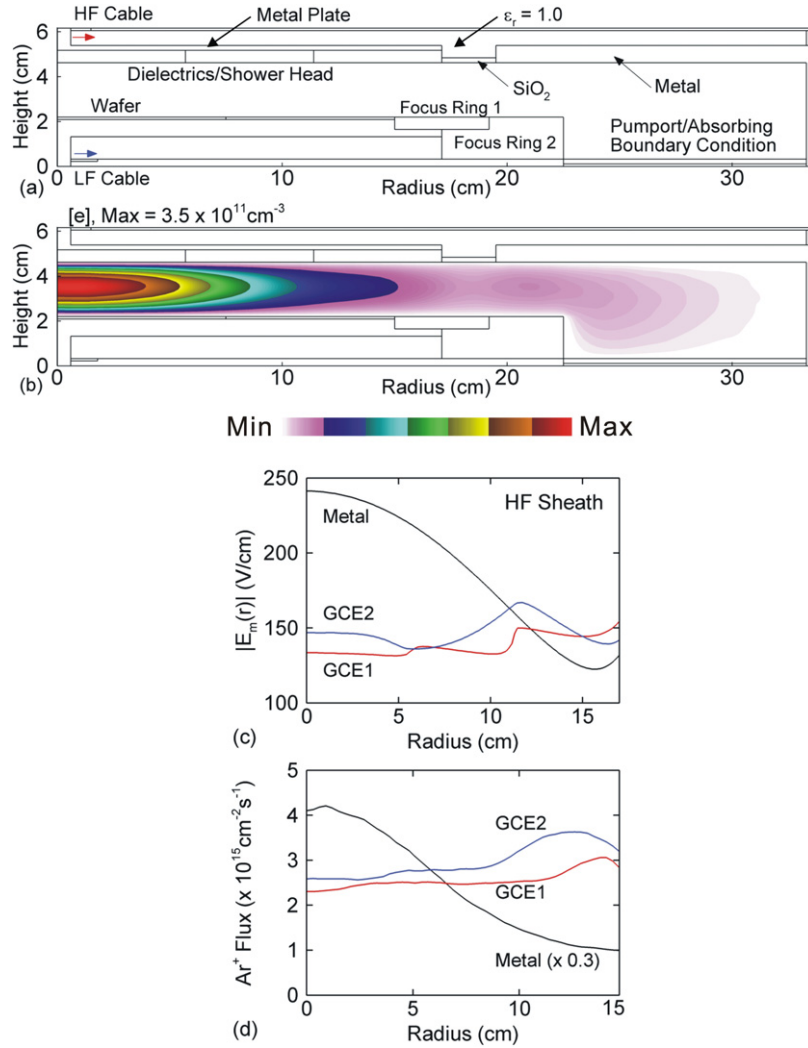 HF Cable
Metal Plate
εr = 1.0
6
4
2
0
Height (cm)
Dielectrics/Shower Head
SiO2
Metal
Wafer
Focus Ring 1
Focus Ring 2
Pumport/Absorbing
Boundary Condition
LF Cable
(a)
0 10 20 30
Radius (cm)
[e], Max = 3.5 x 10^11 cm^-3
6
4
2
0
Height (cm)
(b)
0 10 20 30
Radius (cm)
Min Max
250
200
150
100
|Em(r)| (V/cm)
HF Sheath
Metal
GCE2
GCE1
0 5 10 15
(c)
Radius (cm)
5
4
3
2
1
0
Ar+ Flux (x 10^15 cm^-2 s^-1)
GCE2
GCE1
Metal (x 0.3)
0 5 10 15
(d)
Radius (cm)